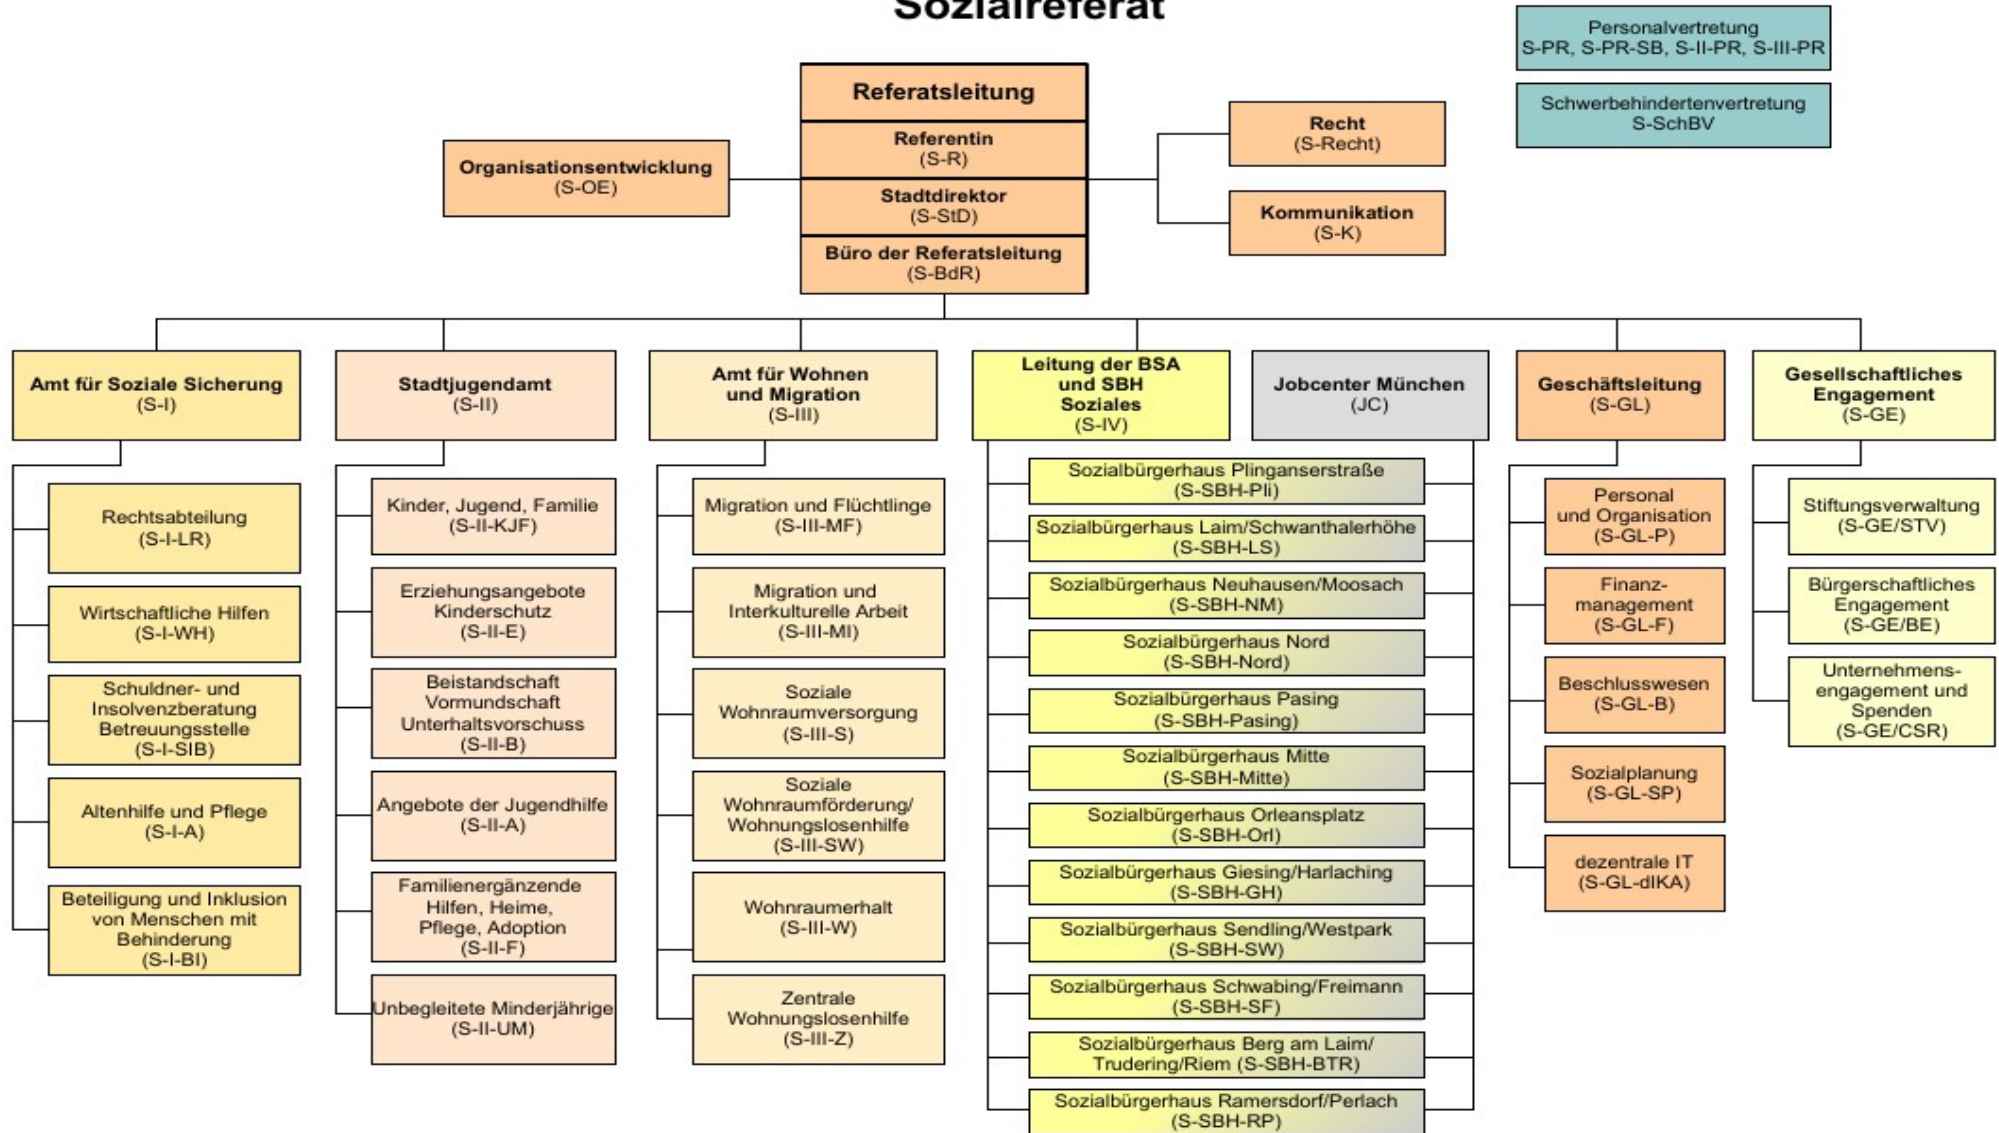 Sozialreferat
Personalvertretung
S-PR, S-PR-SB, S-II-PR, S-III-PR
Schwerbehindertenvertretung
S-SchBV
Referatsleitung
Referentin
(S-R)
Stadtdirektor
(S-StD)
Büro der Referatsleitung
(S-BdR)
Organisationsentwicklung
(S-OE)
Recht
(S-Recht)
Kommunikation
(S-K)
Amt für Soziale Sicherung
(S-I)
Rechtsabteilung
(S-I-LR)
Wirtschaftliche Hilfen
(S-I-WH)
Schuldner- und
Insolvenzberatung
Betreuungsstelle
(S-I-SIB)
Altenhilfe und Pflege
(S-I-A)
Beteiligung und Inklusion
von Menschen mit
Behinderung
(S-I-BI)
Stadtjugendamt
(S-II)
Kinder, Jugend, Familie
(S-II-KJF)
Erziehungsangebote
Kinderschutz
(S-II-E)
Beistandschaft
Vormundschaft
Unterhaltsvorschuss
(S-II-B)
Angebote der Jugendhilfe
(S-II-A)
Familienergänzende
Hilfen, Heime,
Pflege, Adoption
(S-II-F)
Unbegleitete Minderjährige
(S-II-UM)
Amt für Wohnen
und Migration
(S-III)
Migration und Flüchtlinge
(S-III-MF)
Migration und
Interkulturelle Arbeit
(S-III-MI)
Soziale
Wohnraumversorgung
(S-III-S)
Soziale
Wohnraumförderung/
Wohnungslosenhilfe
(S-III-SW)
Wohnraumerhalt
(S-III-W)
Zentrale
Wohnungslosenhilfe
(S-III-Z)
Leitung der BSA
und SBH
Soziales
(S-IV)
Jobcenter München
(JC)
Sozialbürgerhaus Plinganserstraße
(S-SBH-Pli)
Sozialbürgerhaus Laim/Schwanthalerhöhe
(S-SBH-LS)
Sozialbürgerhaus Neuhausen/Moosach
(S-SBH-NM)
Sozialbürgerhaus Nord
(S-SBH-Nord)
Sozialbürgerhaus Pasing
(S-SBH-Pasing)
Sozialbürgerhaus Mitte
(S-SBH-Mitte)
Sozialbürgerhaus Orleansplatz
(S-SBH-Orl)
Sozialbürgerhaus Giesing/Harlaching
(S-SBH-GH)
Sozialbürgerhaus Sendling/Westpark
(S-SBH-SW)
Sozialbürgerhaus Schwabing/Freimann
(S-SBH-SF)
Sozialbürgerhaus Berg am Laim/
Trudering/Riem (S-SBH-BTR)
Sozialbürgerhaus Ramersdorf/Perlach
(S-SBH-RP)
Geschäftsleitung
(S-GL)
Personal
und Organisation
(S-GL-P)
Finanz-
management
(S-GL-F)
Beschlusswesen
(S-GL-B)
Sozialplanung
(S-GL-SP)
dezentrale IT
(S-GL-dIKA)
Gesellschaftliches
Engagement
(S-GE)
Stiftungsverwaltung
(S-GE/STV)
Bürgerschaftliches
Engagement
(S-GE/BE)
Unternehmens-
engagement und
Spenden
(S-GE/CSR)